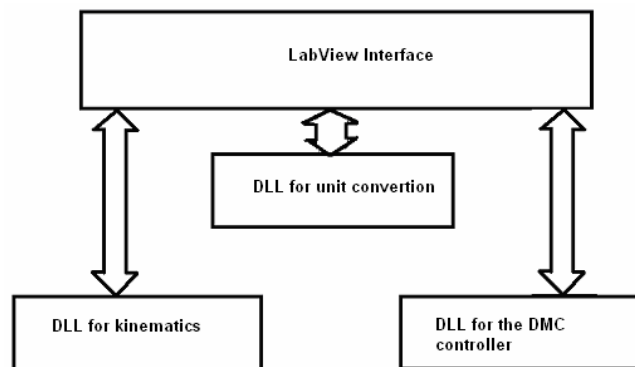 LabView Interface
DLL for unit convertion
DLL for kinematics
DLL for the DMC
controller